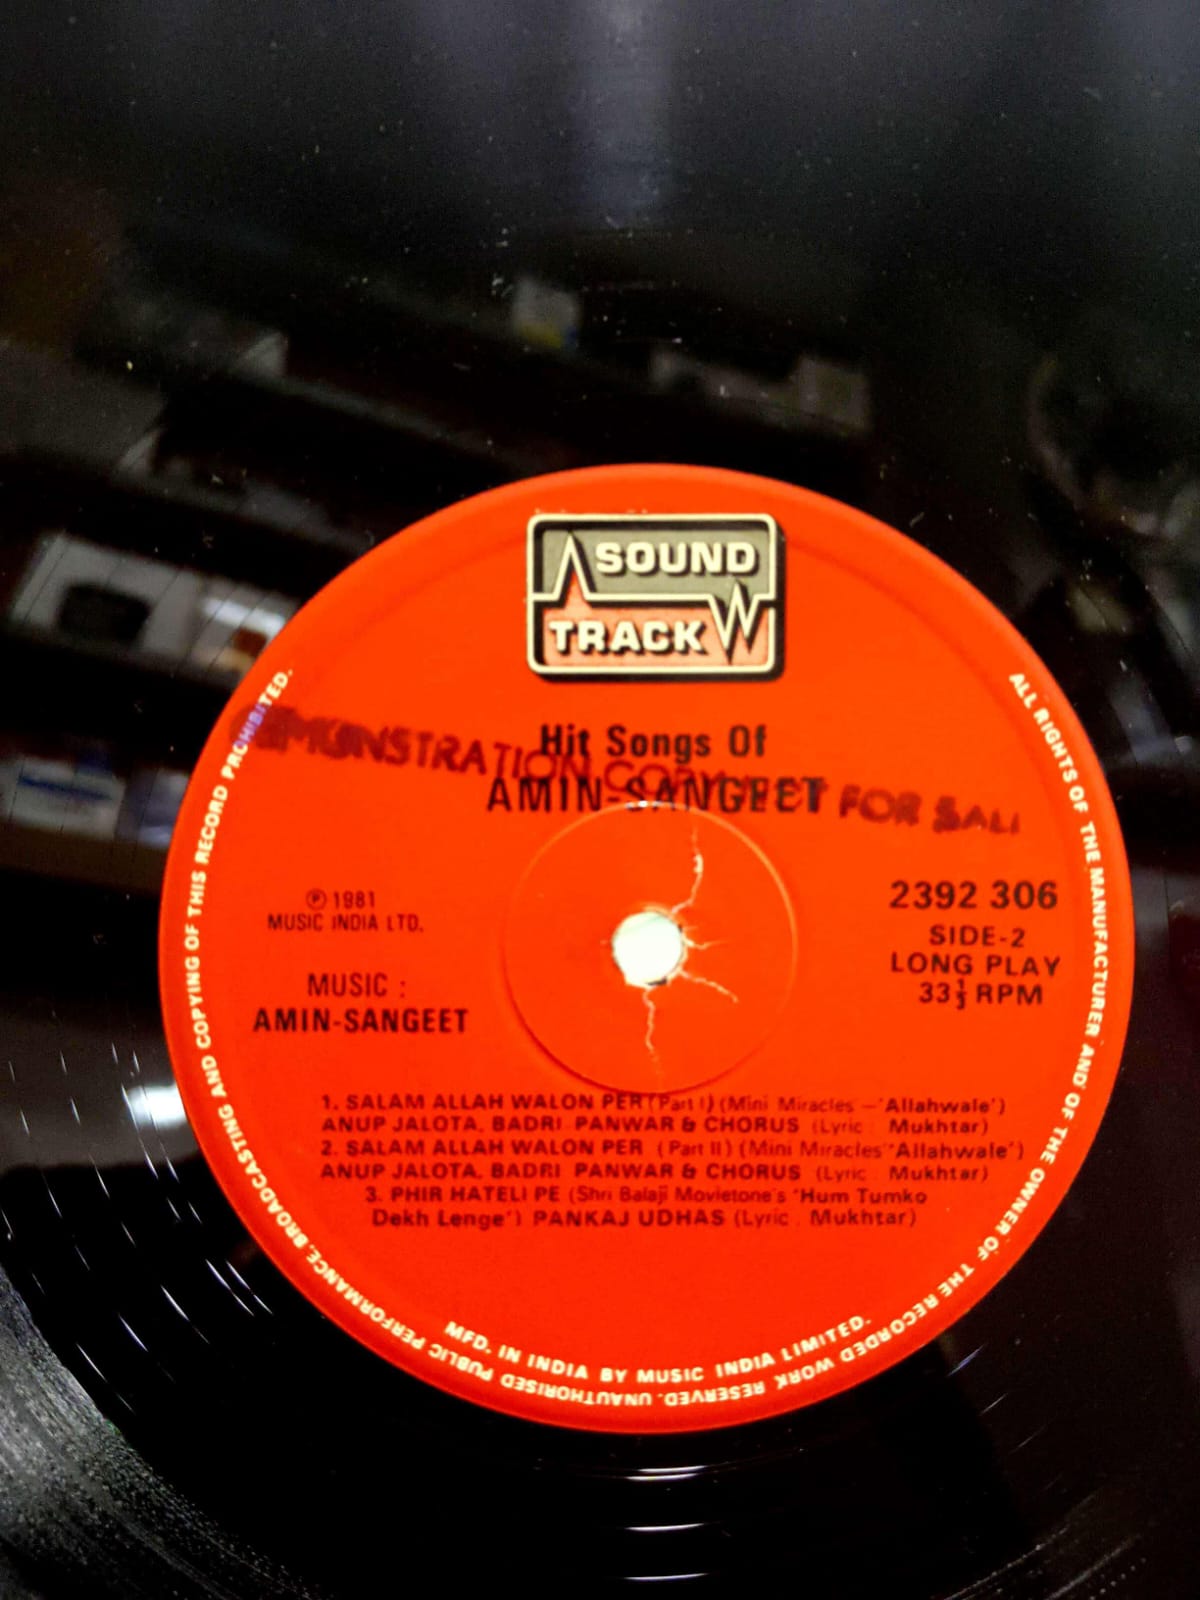 SOUND
TRACK
Hit Songs Of
AMIN-SANGEET
DEMONSTRATION COPY NOT FOR SALE
℗ 1981
MUSIC INDIA LTD.
MUSIC :
AMIN-SANGEET
2392 306
SIDE-2
LONG PLAY
33⅓ RPM
1. SALAM ALLAH WALON PER (Part I) (Mini Miracles – 'Allahwale')
ANUP JALOTA, BADRI PANWAR & CHORUS (Lyric : Mukhtar)
2. SALAM ALLAH WALON PER (Part II) (Mini Miracles 'Allahwale')
ANUP JALOTA, BADRI PANWAR & CHORUS (Lyric : Mukhtar)
3. PHIR HATELI PE (Shri Balaji Movietone's 'Hum Tumko
Dekh Lenge') PANKAJ UDHAS (Lyric : Mukhtar)
MFD. IN INDIA BY MUSIC INDIA LIMITED.
ALL RIGHTS OF THE MANUFACTURER AND OF THE OWNER OF THE RECORDED WORK RESERVED. UNAUTHORISED PUBLIC PERFORMANCE, BROADCASTING AND COPYING OF THIS RECORD PROHIBITED.